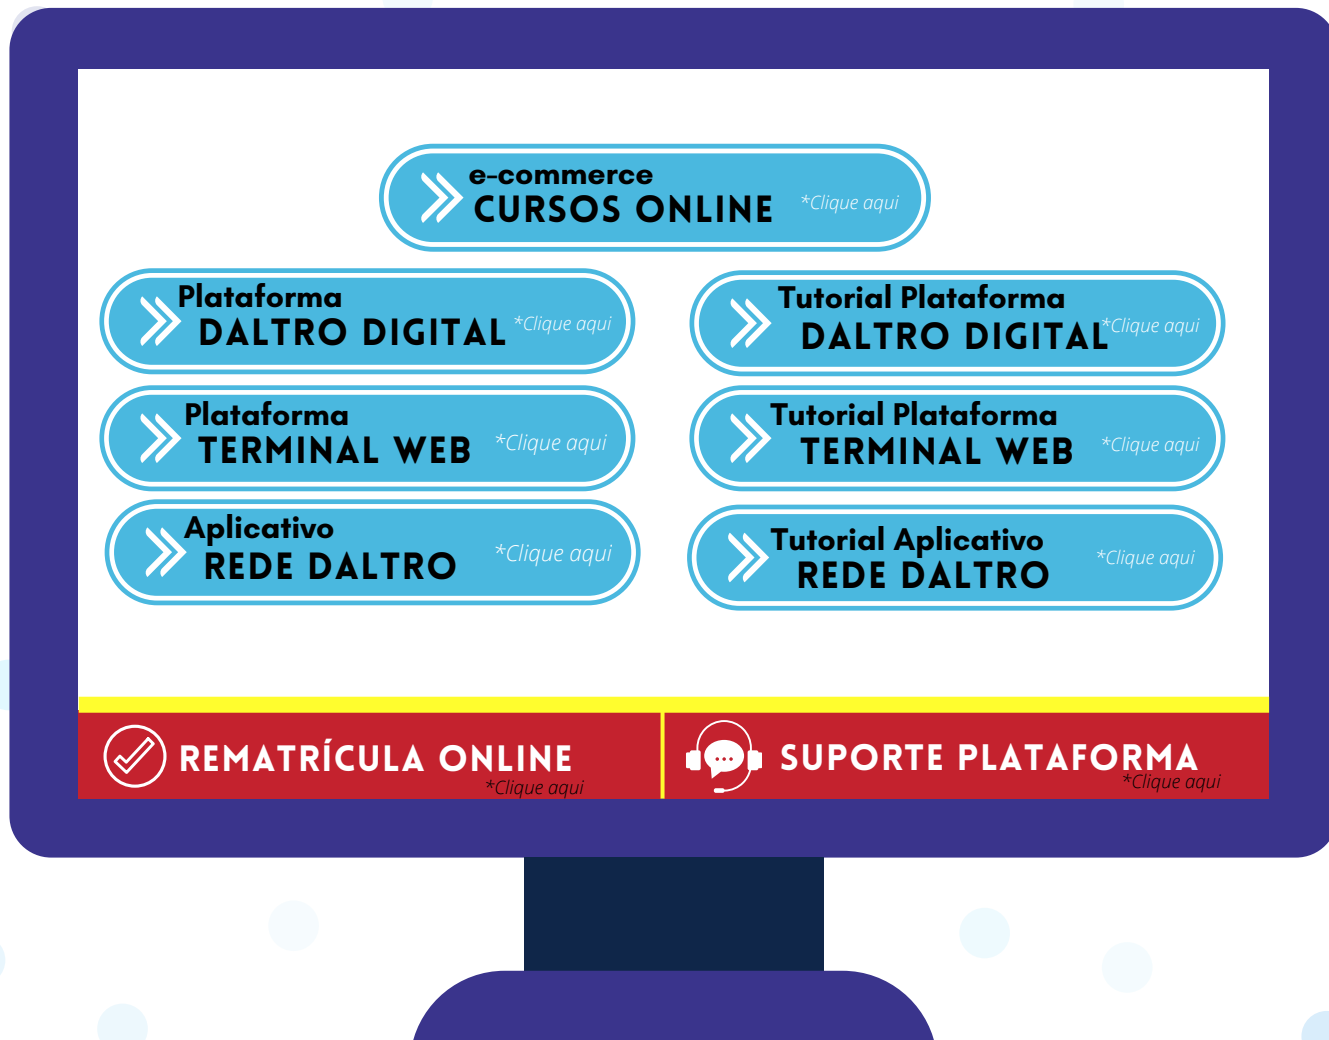 e-commerce
CURSOS ONLINE *Clique aqui
Plataforma
DALTRO DIGITAL *Clique aqui
Tutorial Plataforma
DALTRO DIGITAL *Clique aqui
Plataforma
TERMINAL WEB *Clique aqui
Tutorial Plataforma
TERMINAL WEB *Clique aqui
Aplicativo
REDE DALTRO *Clique aqui
Tutorial Aplicativo
REDE DALTRO *Clique aqui
REMATRÍCULA ONLINE
*Clique aqui
SUPORTE PLATAFORMA
*Clique aqui